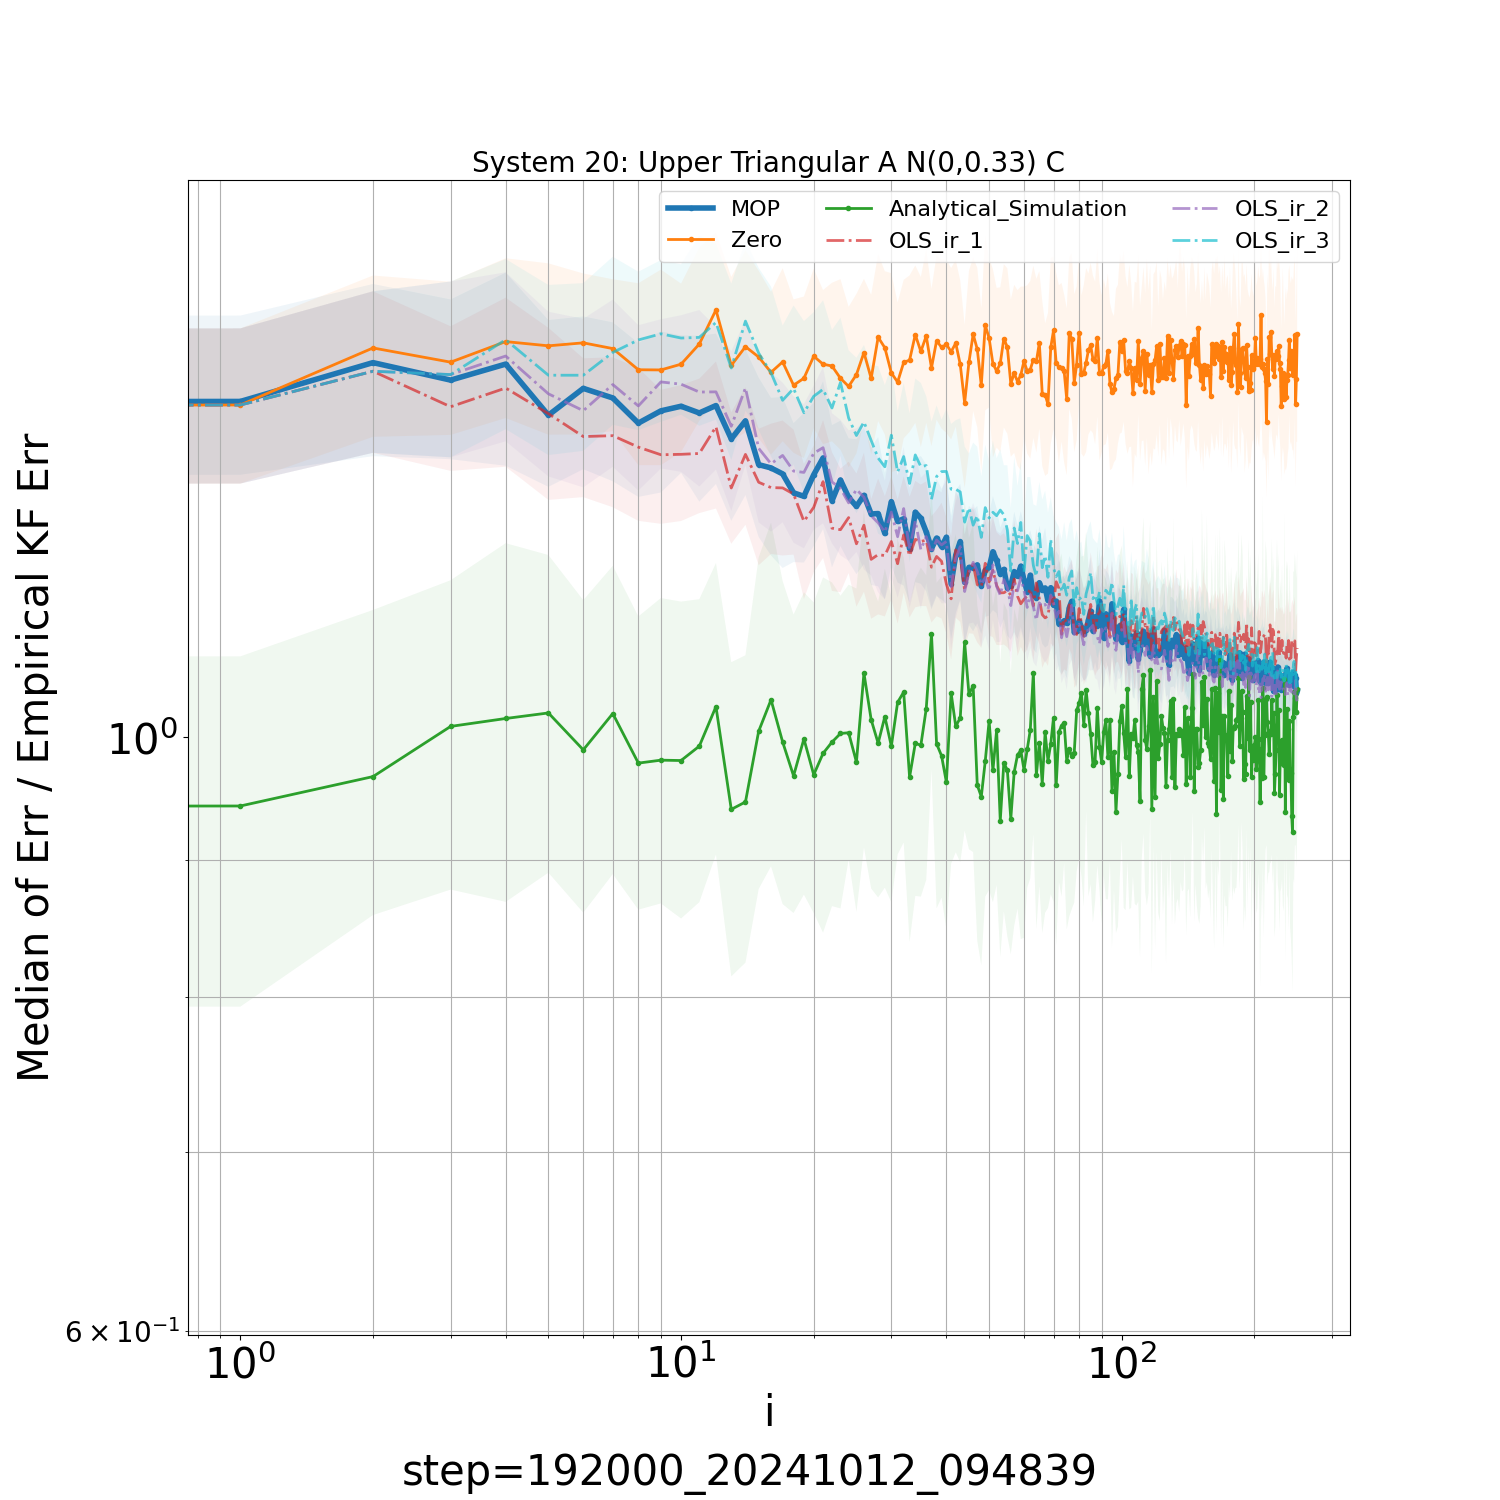 System 20: Upper Triangular A N(0,0.33) C
MOP
Zero
Analytical_Simulation
OLS_ir_1
OLS_ir_2
OLS_ir_3
Median of Err / Empirical KF Err
10⁰
6 × 10⁻¹
10⁰
10¹
10²
i
step=192000_20241012_094839